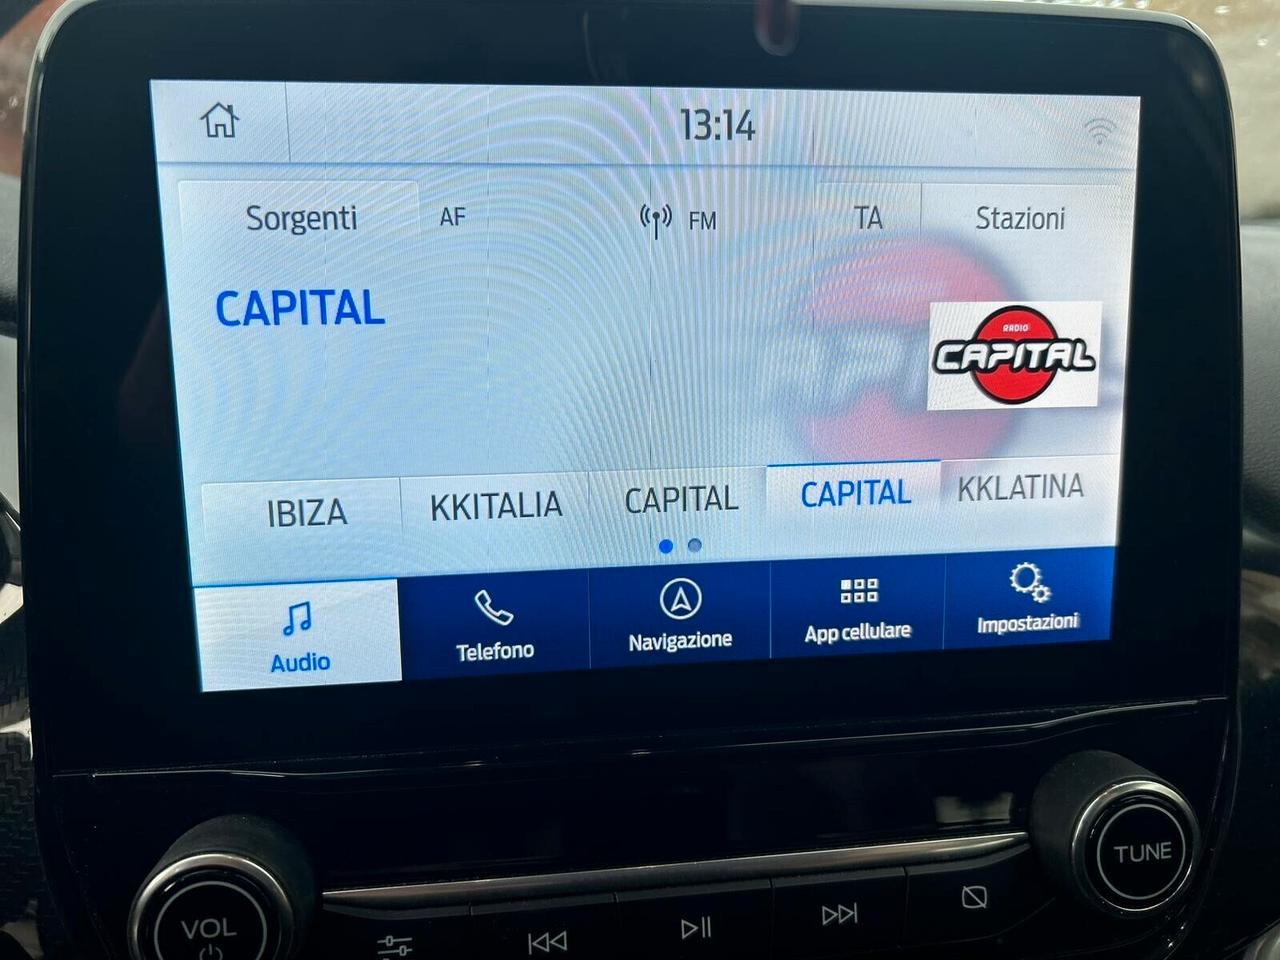 13:14
Sorgenti AF FM TA Stazioni
CAPITAL
RADIO
CAPITAL
IBIZA KKITALIA CAPITAL CAPITAL KKLATINA
Audio Telefono Navigazione App cellulare Impostazioni
VOL TUNE